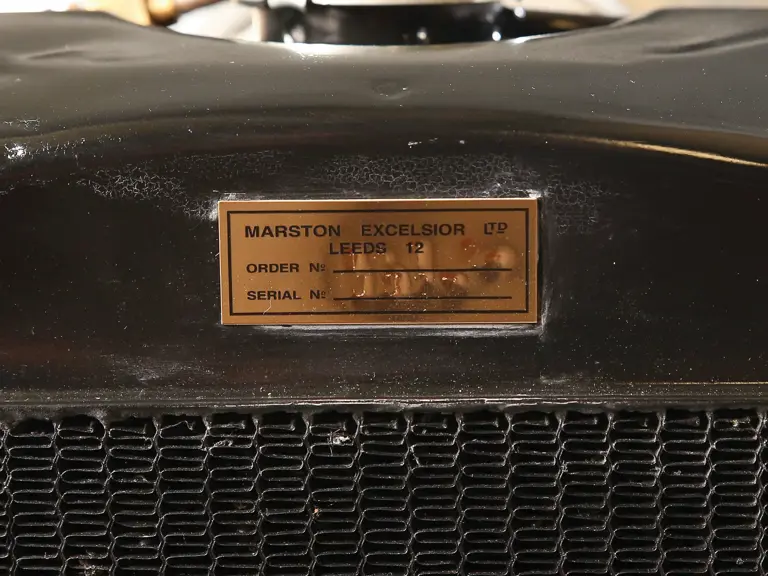 MARSTON EXCELSIOR LTD
LEEDS 12
ORDER Nº
SERIAL Nº